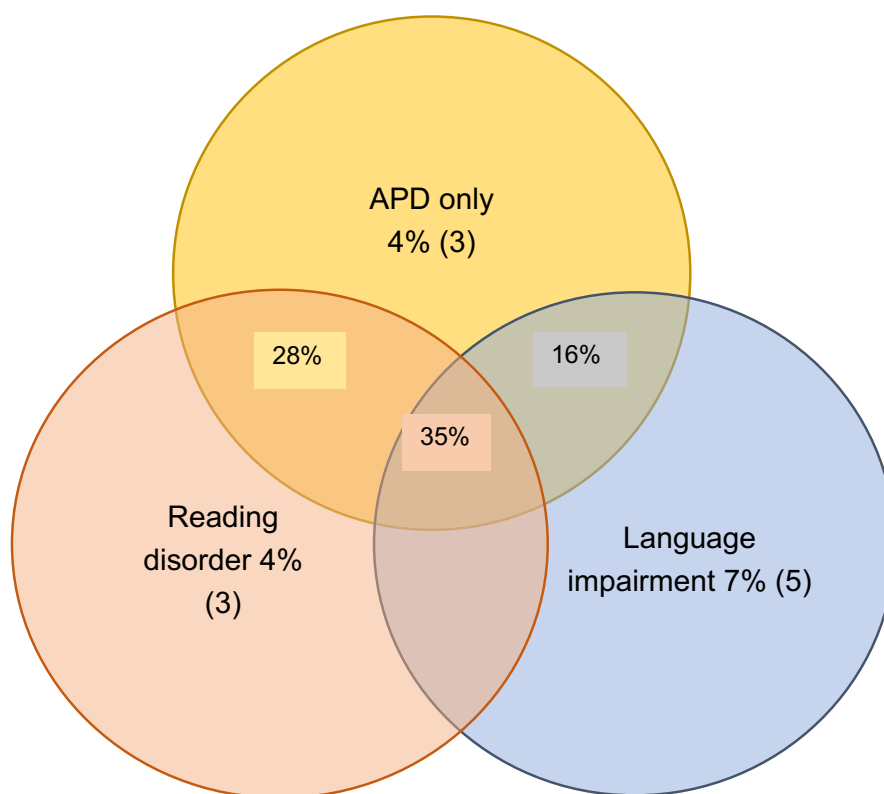 APD only
4% (3)
28%
16%
35%
Reading
disorder 4%
(3)
Language
impairment 7% (5)